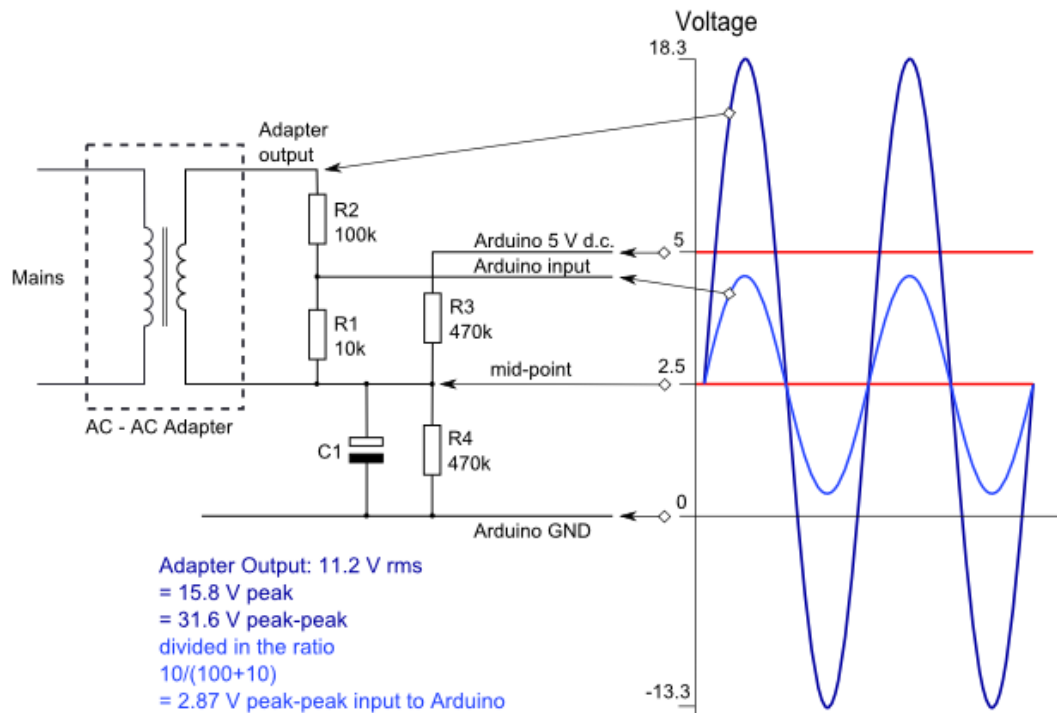 Voltage
18.3
Adapter
output
R2
100k
Arduino 5 V d.c.
5
Arduino input
Mains
R3
470k
R1
10k
mid-point
2.5
AC - AC Adapter
C1
R4
470k
0
Arduino GND
Adapter Output: 11.2 V rms
= 15.8 V peak
= 31.6 V peak-peak
divided in the ratio
10/(100+10)
= 2.87 V peak-peak input to Arduino
-13.3